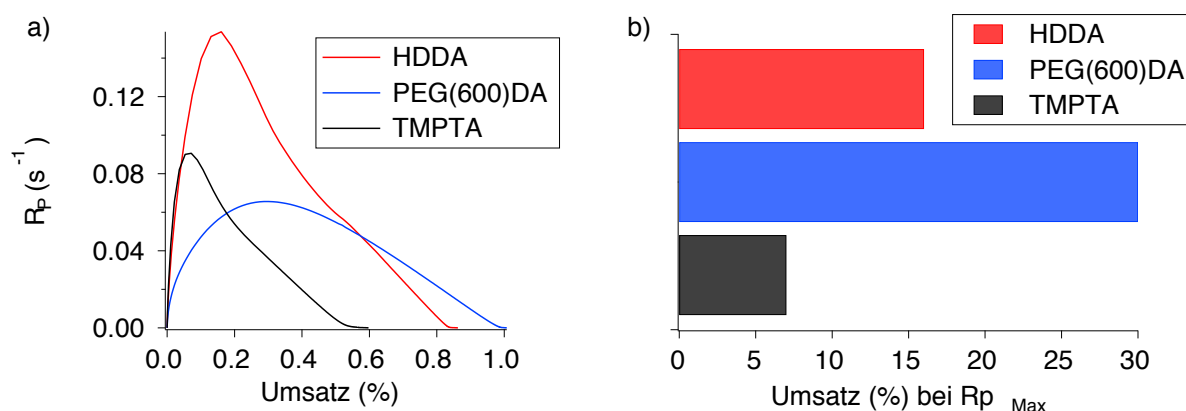 a)
R_P (s^-1)
0.12
0.08
0.04
0.00
0.0 0.2 0.4 0.6 0.8 1.0
Umsatz (%)
HDDA
PEG(600)DA
TMPTA
b)
HDDA
PEG(600)DA
TMPTA
0 5 10 15 20 25 30
Umsatz (%) bei Rp Max